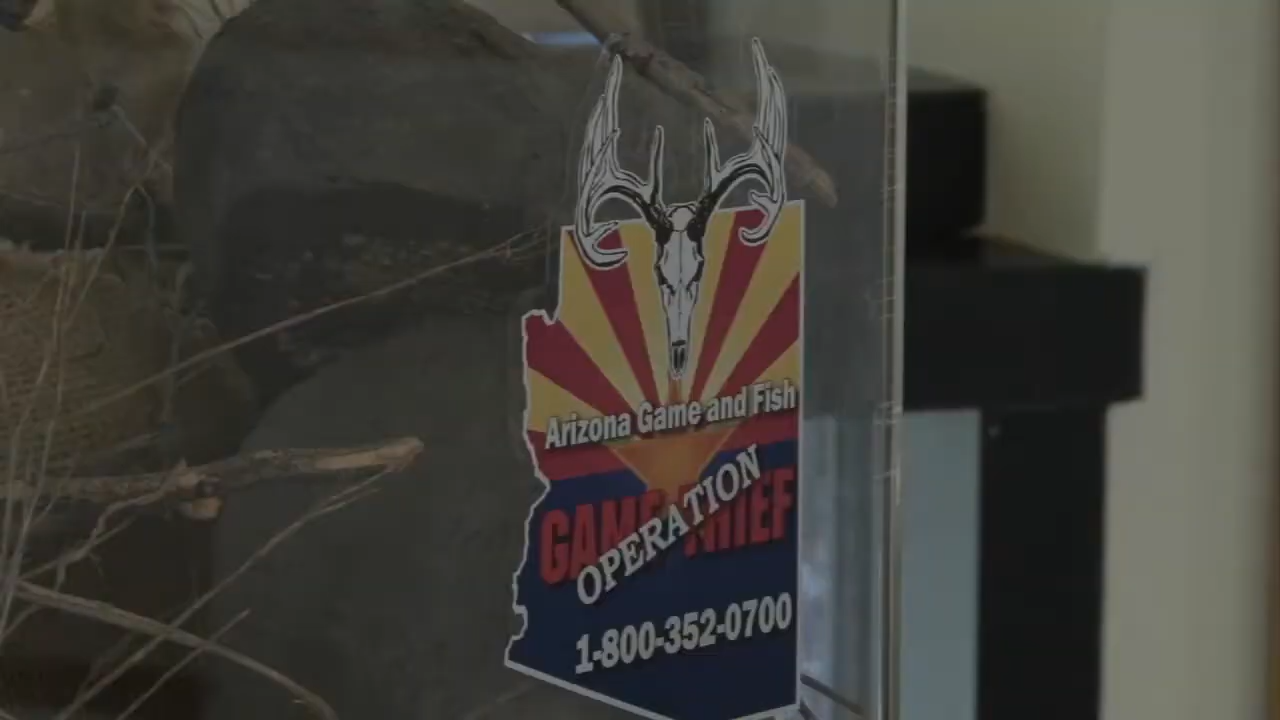 Arizona Game and Fish
OPERATION
GAME THIEF
1-800-352-0700